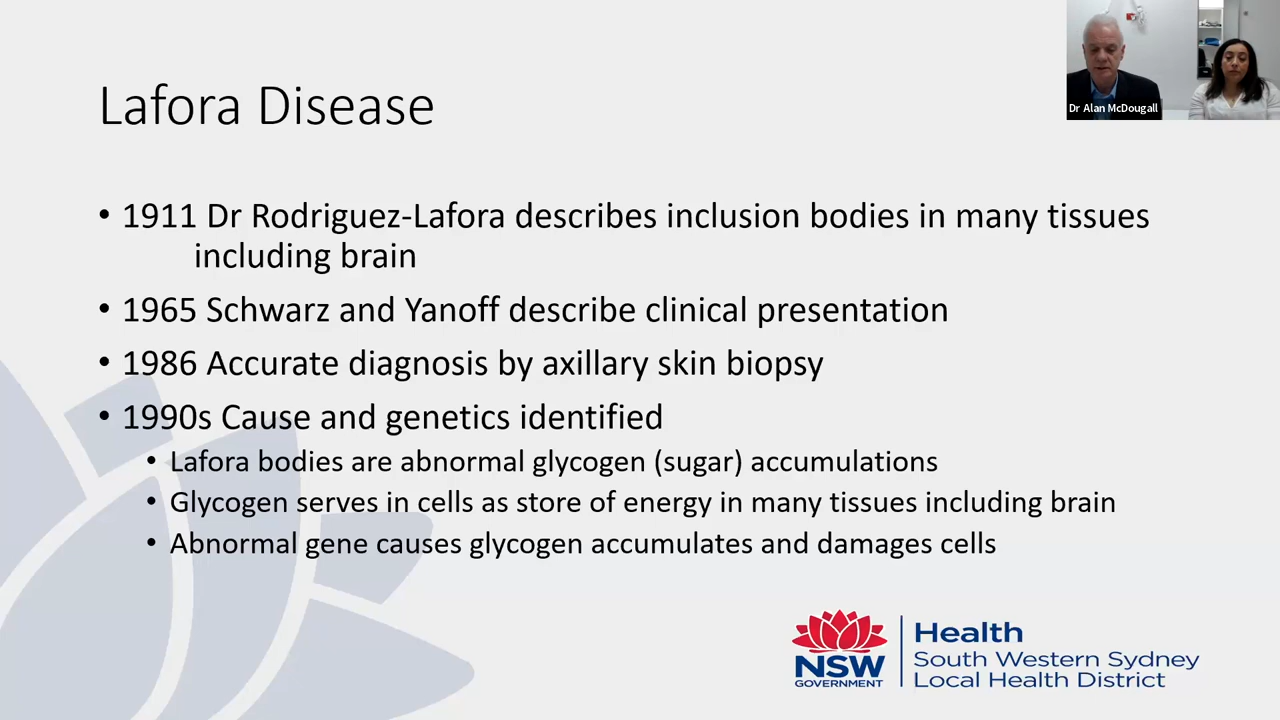 Dr Alan McDougall
Lafora Disease
• 1911 Dr Rodriguez-Lafora describes inclusion bodies in many tissues
including brain
• 1965 Schwarz and Yanoff describe clinical presentation
• 1986 Accurate diagnosis by axillary skin biopsy
• 1990s Cause and genetics identified
• Lafora bodies are abnormal glycogen (sugar) accumulations
• Glycogen serves in cells as store of energy in many tissues including brain
• Abnormal gene causes glycogen accumulates and damages cells
NSW
GOVERNMENT
Health
South Western Sydney
Local Health District